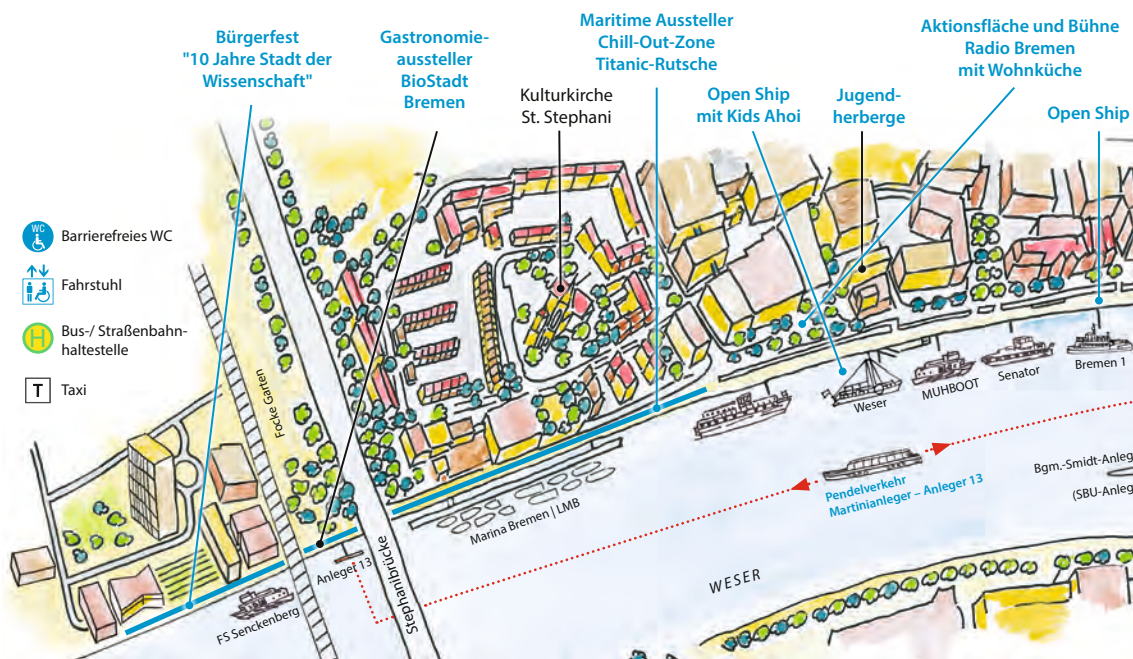 Bürgerfest
"10 Jahre Stadt der
Wissenschaft"
Gastronomie-
aussteller
BioStadt
Bremen
Kulturkirche
St. Stephani
Maritime Aussteller
Chill-Out-Zone
Titanic-Rutsche
Open Ship
mit Kids Ahoi
Jugend-
herberge
Aktionsfläche und Bühne
Radio Bremen
mit Wohnküche
Open Ship
WC
Barrierefreies WC
Fahrstuhl
H
Bus-/ Straßenbahn-
haltestelle
T
Taxi
Focke Garten
Stephanibrücke
FS Senckenberg
Anleger 13
Marina Bremen | LMB
Weser
MUHBOOT
Senator
Bremen 1
Pendelverkehr
Martinianleger – Anleger 13
Bgm.-Smidt-Anleg
(SBU-Anleg
WESER